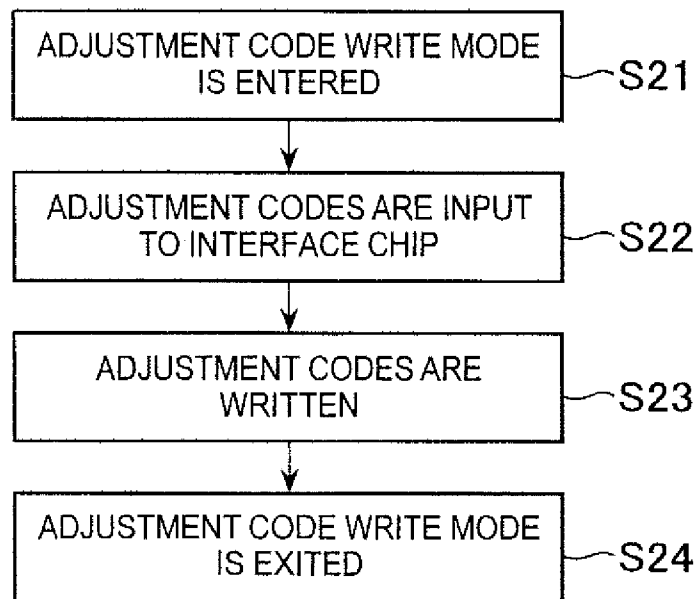 ADJUSTMENT CODE WRITE MODE
IS ENTERED
S21
ADJUSTMENT CODES ARE INPUT
TO INTERFACE CHIP
S22
ADJUSTMENT CODES ARE
WRITTEN
S23
ADJUSTMENT CODE WRITE MODE
IS EXITED
S24